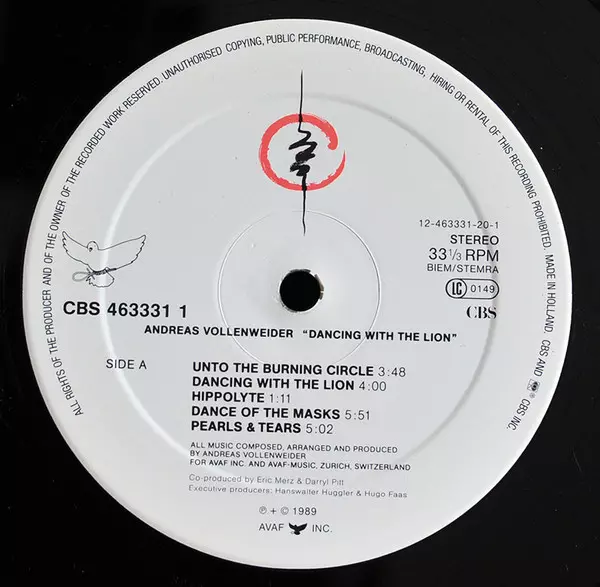 ALL RIGHTS OF THE PRODUCER AND OF THE OWNER OF THE RECORDED WORK RESERVED. UNAUTHORISED COPYING, PUBLIC PERFORMANCE, BROADCASTING, HIRING OR RENTAL OF THIS RECORDING PROHIBITED. MADE IN HOLLAND. CBS AND CBS INC.
12-463331-20-1
STEREO
33 1/3 RPM
BIEM/STEMRA
LC 0149
CBS 463331 1
CBS
ANDREAS VOLLENWEIDER "DANCING WITH THE LION"
SIDE A
UNTO THE BURNING CIRCLE 3:48
DANCING WITH THE LION 4:00
HIPPOLYTE 1:11
DANCE OF THE MASKS 5:51
PEARLS & TEARS 5:02
ALL MUSIC COMPOSED, ARRANGED AND PRODUCED
BY ANDREAS VOLLENWEIDER
FOR AVAF INC. AND AVAF-MUSIC, ZURICH, SWITZERLAND
Co-produced by Eric Merz & Darryl Pitt
Executive producers: Hanswalter Huggler & Hugo Faas
℗ + © 1989
AVAF INC.